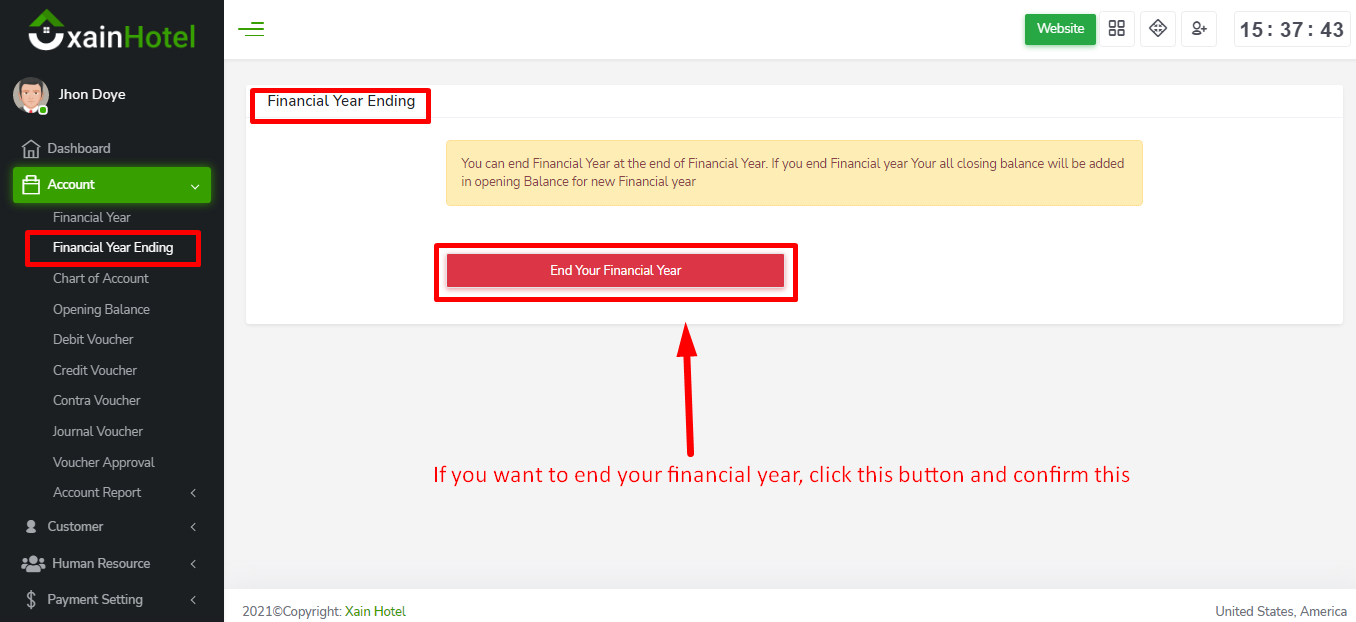 xainHotel
Website
15:37:43
Jhon Doye
Dashboard
Account
Financial Year
Financial Year Ending
Chart of Account
Opening Balance
Debit Voucher
Credit Voucher
Contra Voucher
Journal Voucher
Voucher Approval
Account Report
Customer
Human Resource
Payment Setting
Financial Year Ending
You can end Financial Year at the end of Financial Year. If you end Financial year Your all closing balance will be added
in opening Balance for new Financial year
End Your Financial Year
If you want to end your financial year, click this button and confirm this
2021©Copyright: Xain Hotel
United States, America